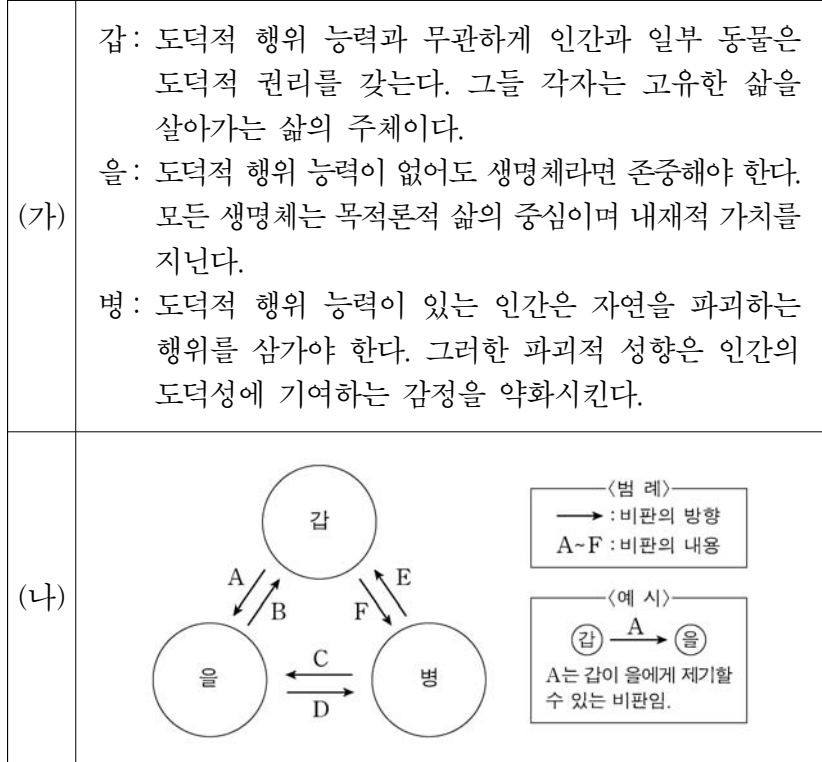 (가)
갑: 도덕적 행위 능력과 무관하게 인간과 일부 동물은
도덕적 권리를 갖는다. 그들 각자는 고유한 삶을
살아가는 삶의 주체이다.
을: 도덕적 행위 능력이 없어도 생명체라면 존중해야 한다.
모든 생명체는 목적론적 삶의 중심이며 내재적 가치를
지닌다.
병: 도덕적 행위 능력이 있는 인간은 자연을 파괴하는
행위를 삼가야 한다. 그러한 파괴적 성향은 인간의
도덕성에 기여하는 감정을 약화시킨다.
(나)
갑
A
B
E
F
을
C
D
병
〈범 례〉
→ : 비판의 방향
A~F : 비판의 내용
〈예 시〉
갑 A → 을
A는 갑이 을에게 제기할
수 있는 비판임.